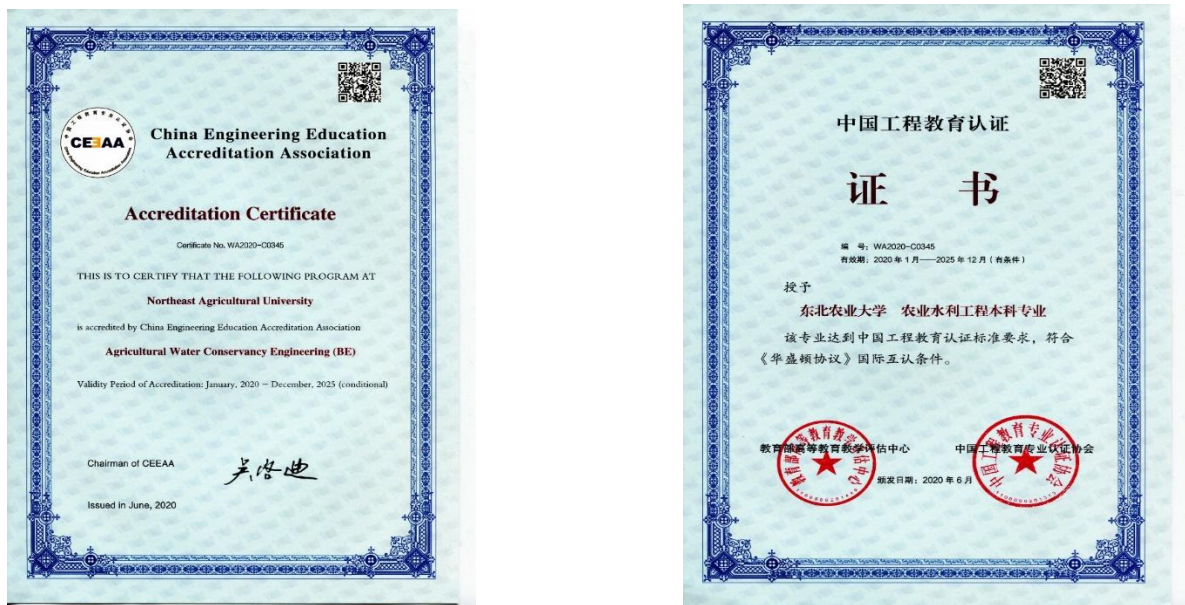 CEEAA
China Engineering Education
Accreditation Association
Accreditation Certificate
Certificate No. WA2020-C0345
THIS IS TO CERTIFY THAT THE FOLLOWING PROGRAM AT
Northeast Agricultural University
is accredited by China Engineering Education Accreditation Association
Agricultural Water Conservancy Engineering (BE)
Validity Period of Accreditation: January, 2020 – December, 2025 (conditional)
Chairman of CEEAA
吴启迪
Issued in June, 2020
中国工程教育认证
证 书
编 号：WA2020-C0345
有效期：2020 年 1 月——2025 年 12 月（有条件）
授予
东北农业大学 农业水利工程本科专业
该专业达到中国工程教育认证标准要求，符合
《华盛顿协议》国际互认条件。
教育部高等教育教学评估中心
中国工程教育专业认证协会
颁发日期：2020 年 6 月